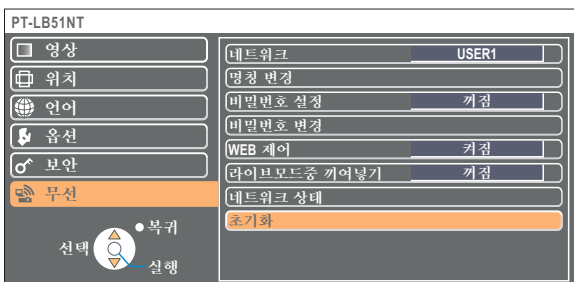 PT-LB51NT
영상
위치
언어
옵션
보안
무선
복귀
선택
실행
네트워크 USER1
명칭 변경
비밀번호 설정 꺼짐
비밀번호 변경
WEB 제어 켜짐
라이브모드중 끼여넣기 꺼짐
네트워크 상태
초기화